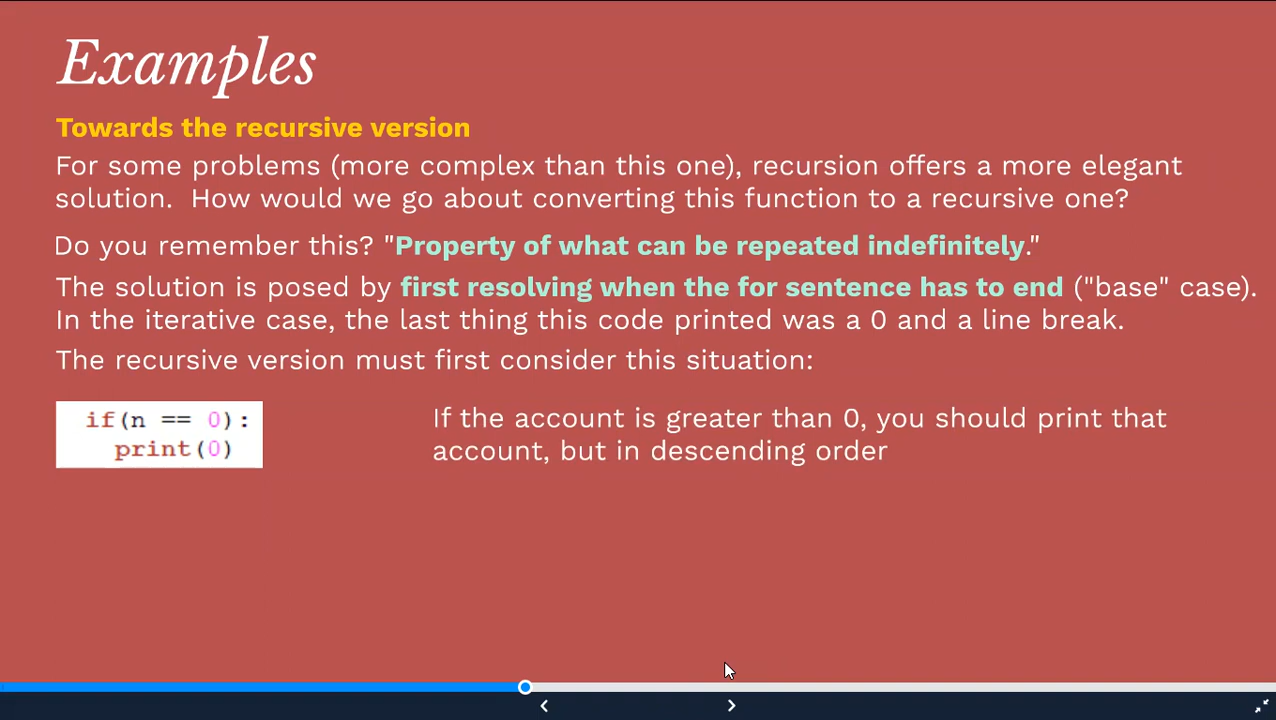 Examples
Towards the recursive version
For some problems (more complex than this one), recursion offers a more elegant
solution.  How would we go about converting this function to a recursive one?
Do you remember this? "Property of what can be repeated indefinitely."
The solution is posed by first resolving when the for sentence has to end ("base" case).
In the iterative case, the last thing this code printed was a 0 and a line break.
The recursive version must first consider this situation:
if(n == 0):
print(0)
If the account is greater than 0, you should print that
account, but in descending order